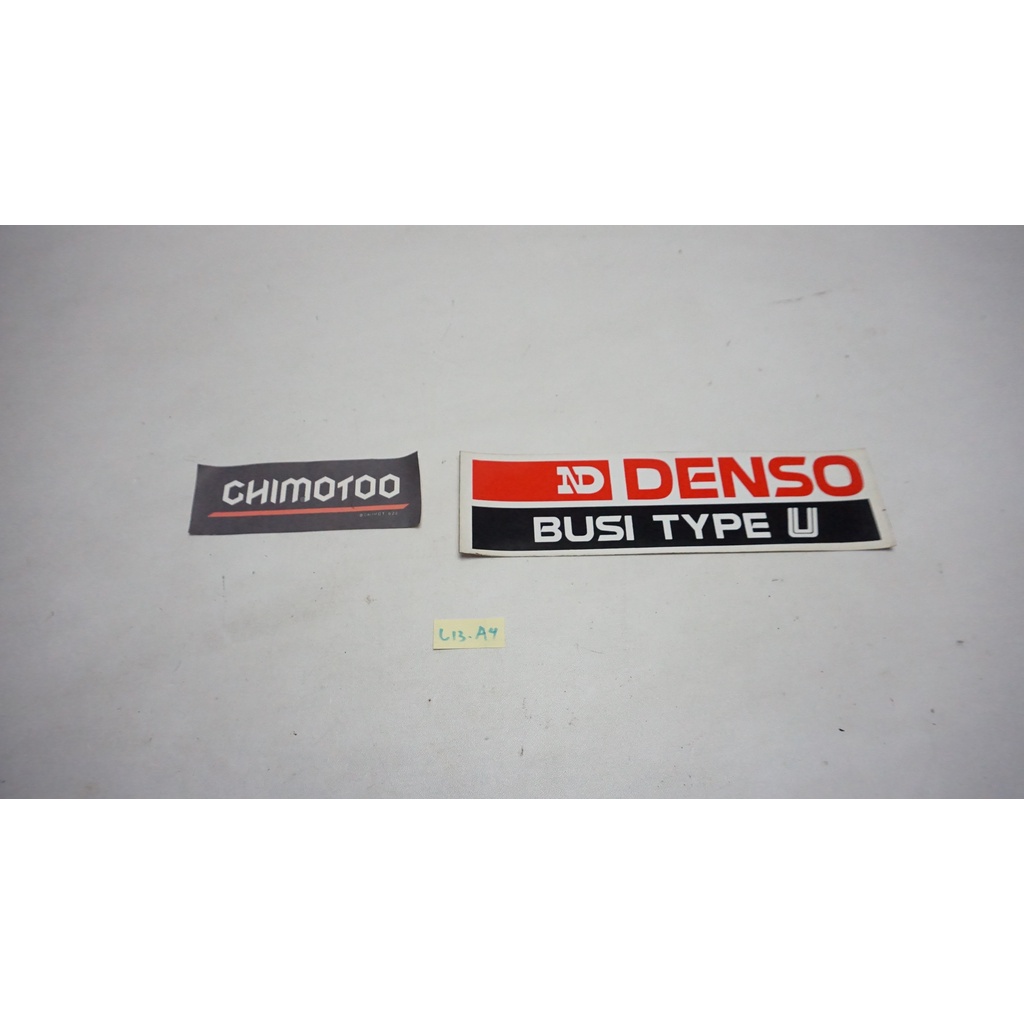 CHIMOTOO
ND DENSO
BUSI TYPE U
L13-A4